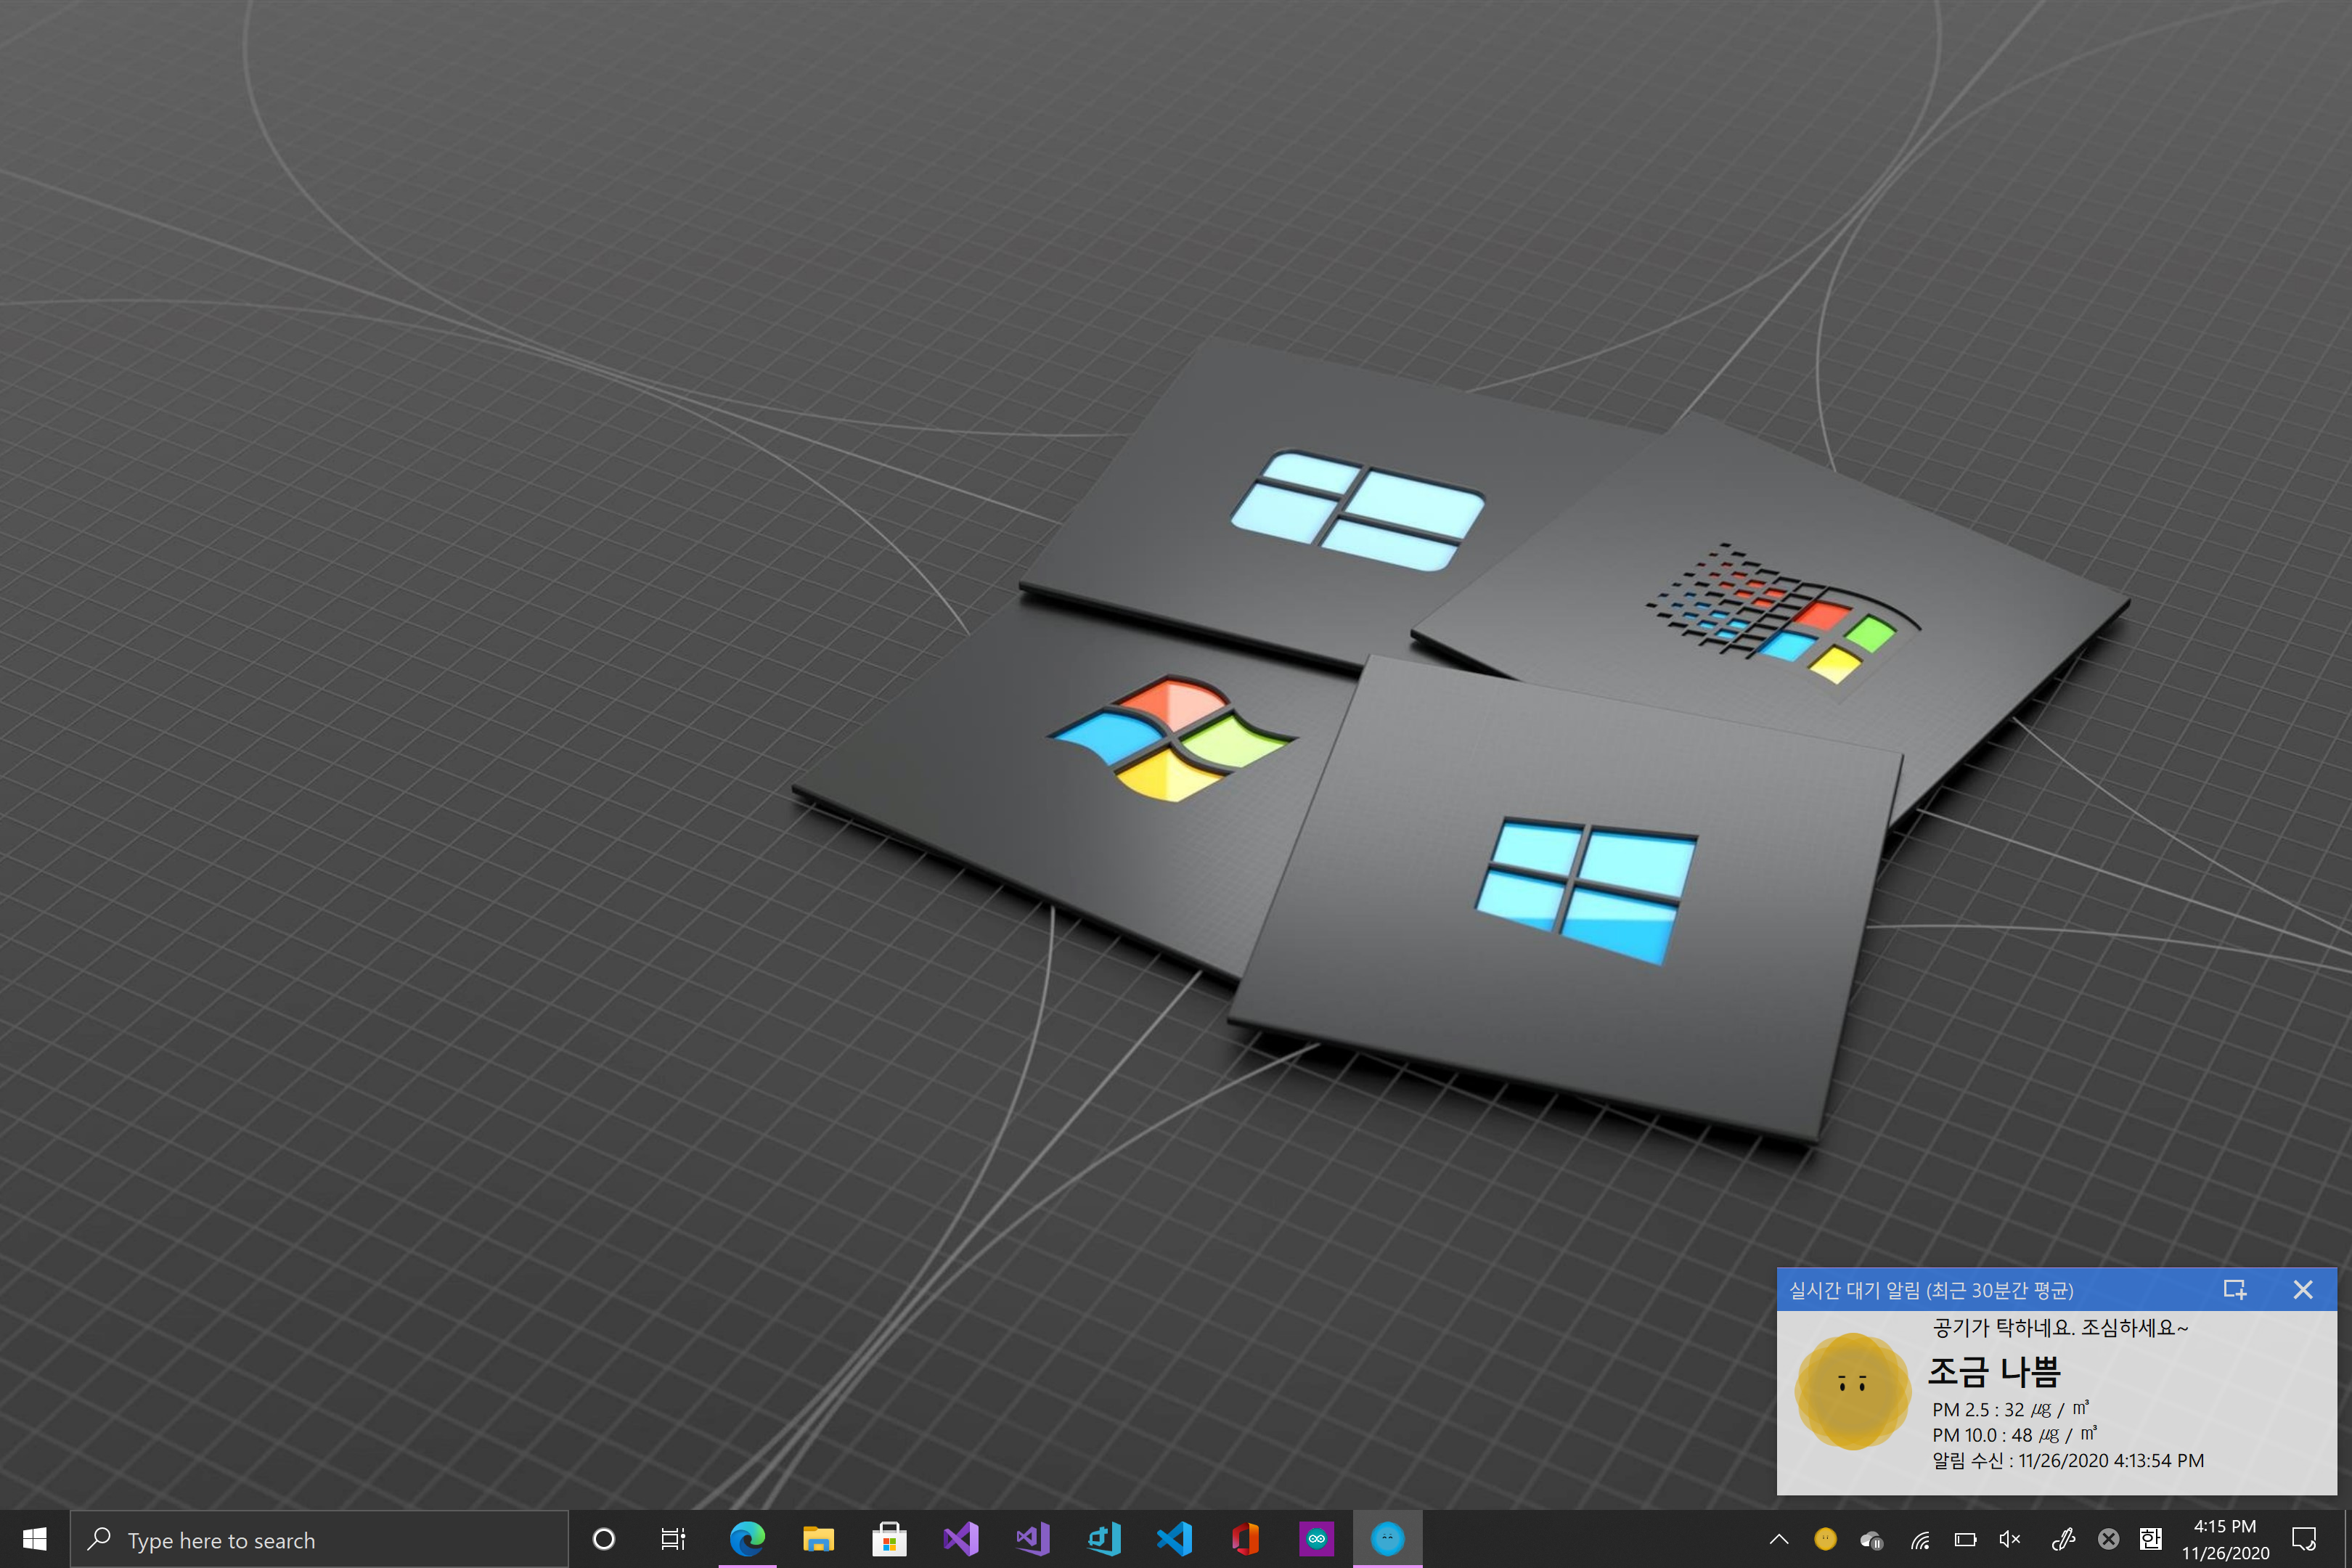 실시간 대기 알림 (최근 30분간 평균)
공기가 탁하네요. 조심하세요~
조금 나쁨
PM 2.5 : 32 ㎍ / ㎥
PM 10.0 : 48 ㎍ / ㎥
알림 수신 : 11/26/2020 4:13:54 PM
Type here to search
한
4:15 PM
11/26/2020